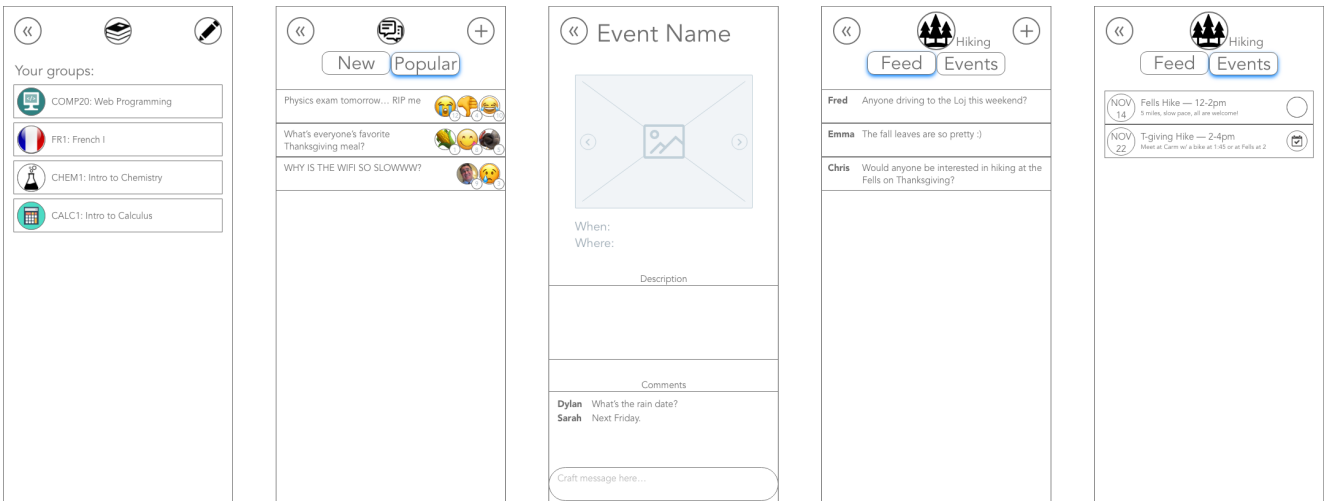 Your groups:
COMP20: Web Programming
FR1: French I
CHEM1: Intro to Chemistry
CALC1: Intro to Calculus
New Popular
Physics exam tomorrow... RIP me
What's everyone's favorite
Thanksgiving meal?
WHY IS THE WIFI SO SLOWWW?
Event Name
When:
Where:
Description
Comments
Dylan What's the rain date?
Sarah Next Friday.
Craft message here...
Hiking
Feed Events
Fred Anyone driving to the Loj this weekend?
Emma The fall leaves are so pretty :)
Chris Would anyone be interested in hiking at the
Fells on Thanksgiving?
Hiking
Feed Events
NOV
14
Fells Hike — 12-2pm
5 miles, slow pace, all are welcome!
NOV
22
T-giving Hike — 2-4pm
Meet at Carm w/ a bike at 1:45 or at Fells at 2